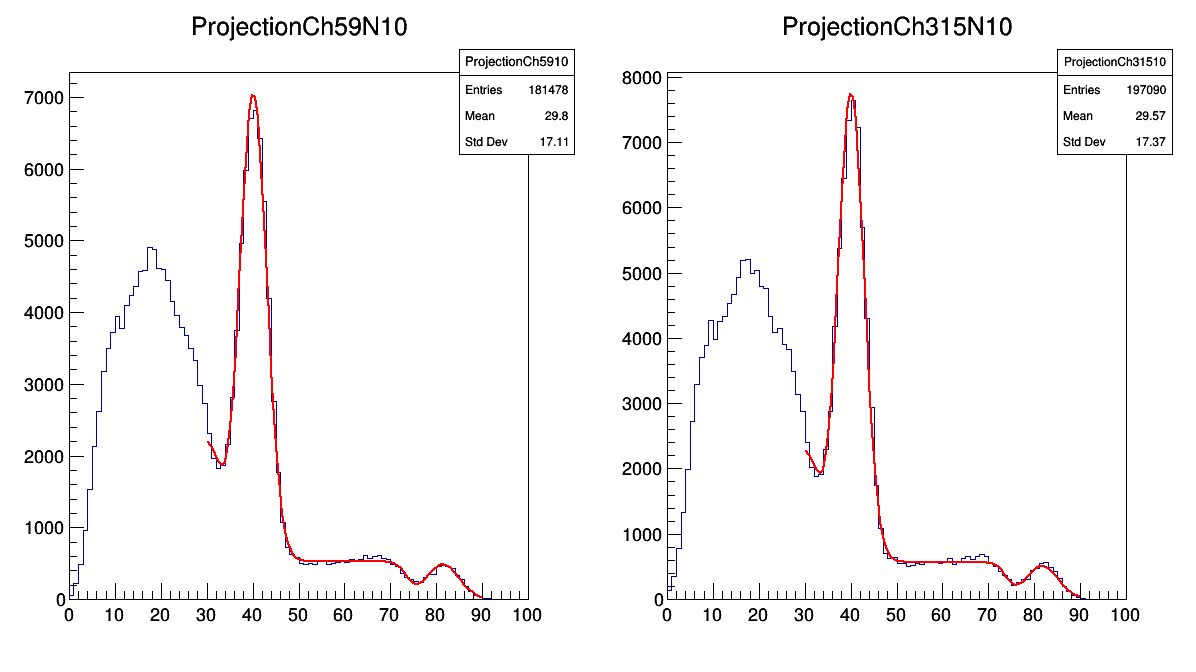 ProjectionCh59N10
ProjectionCh5910
Entries 181478
Mean 29.8
Std Dev 17.11
7000
6000
5000
4000
3000
2000
1000
0
0 10 20 30 40 50 60 70 80 90 100
ProjectionCh315N10
ProjectionCh31510
Entries 197090
Mean 29.57
Std Dev 17.37
8000
7000
6000
5000
4000
3000
2000
1000
0
0 10 20 30 40 50 60 70 80 90 100